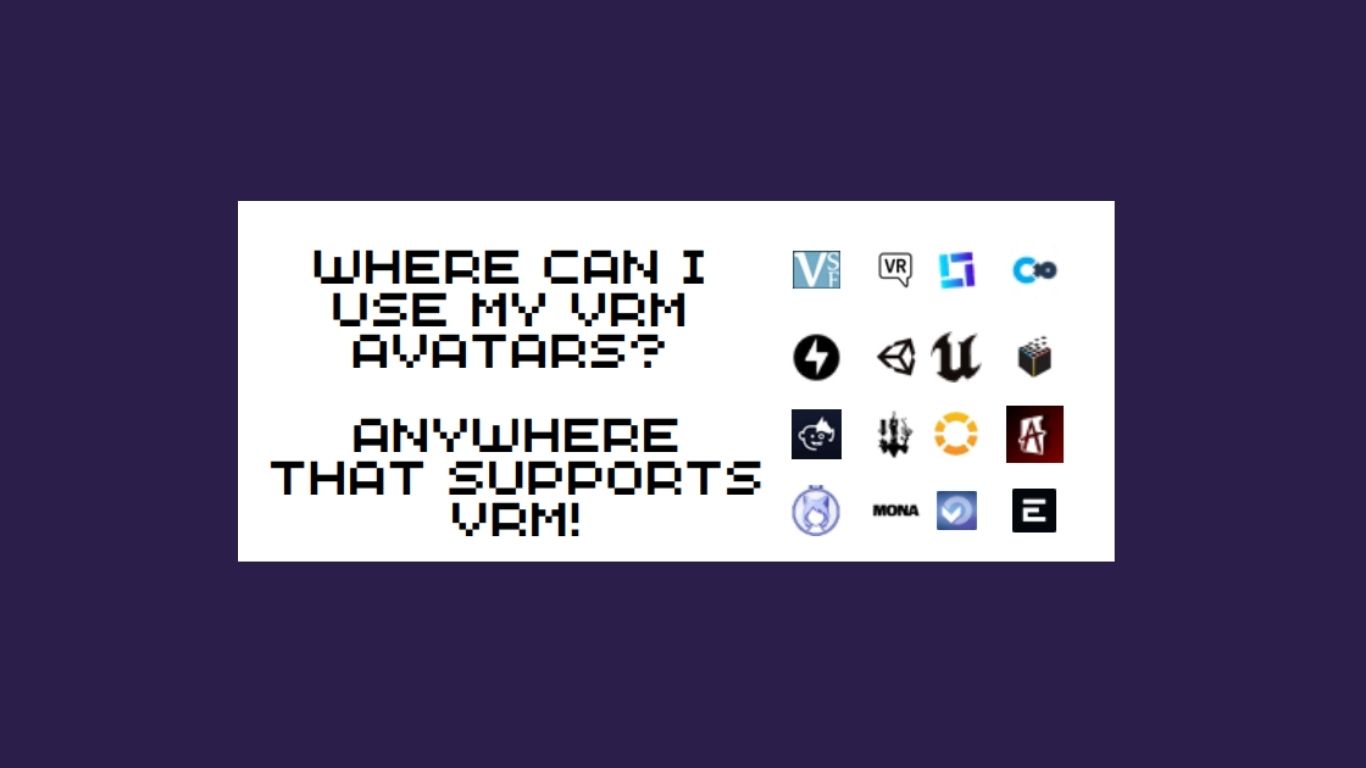 WHERE CAN I
USE MY VRM
AVATARS?
ANYWHERE
THAT SUPPORTS
VRM!
VSF
VR
MONA